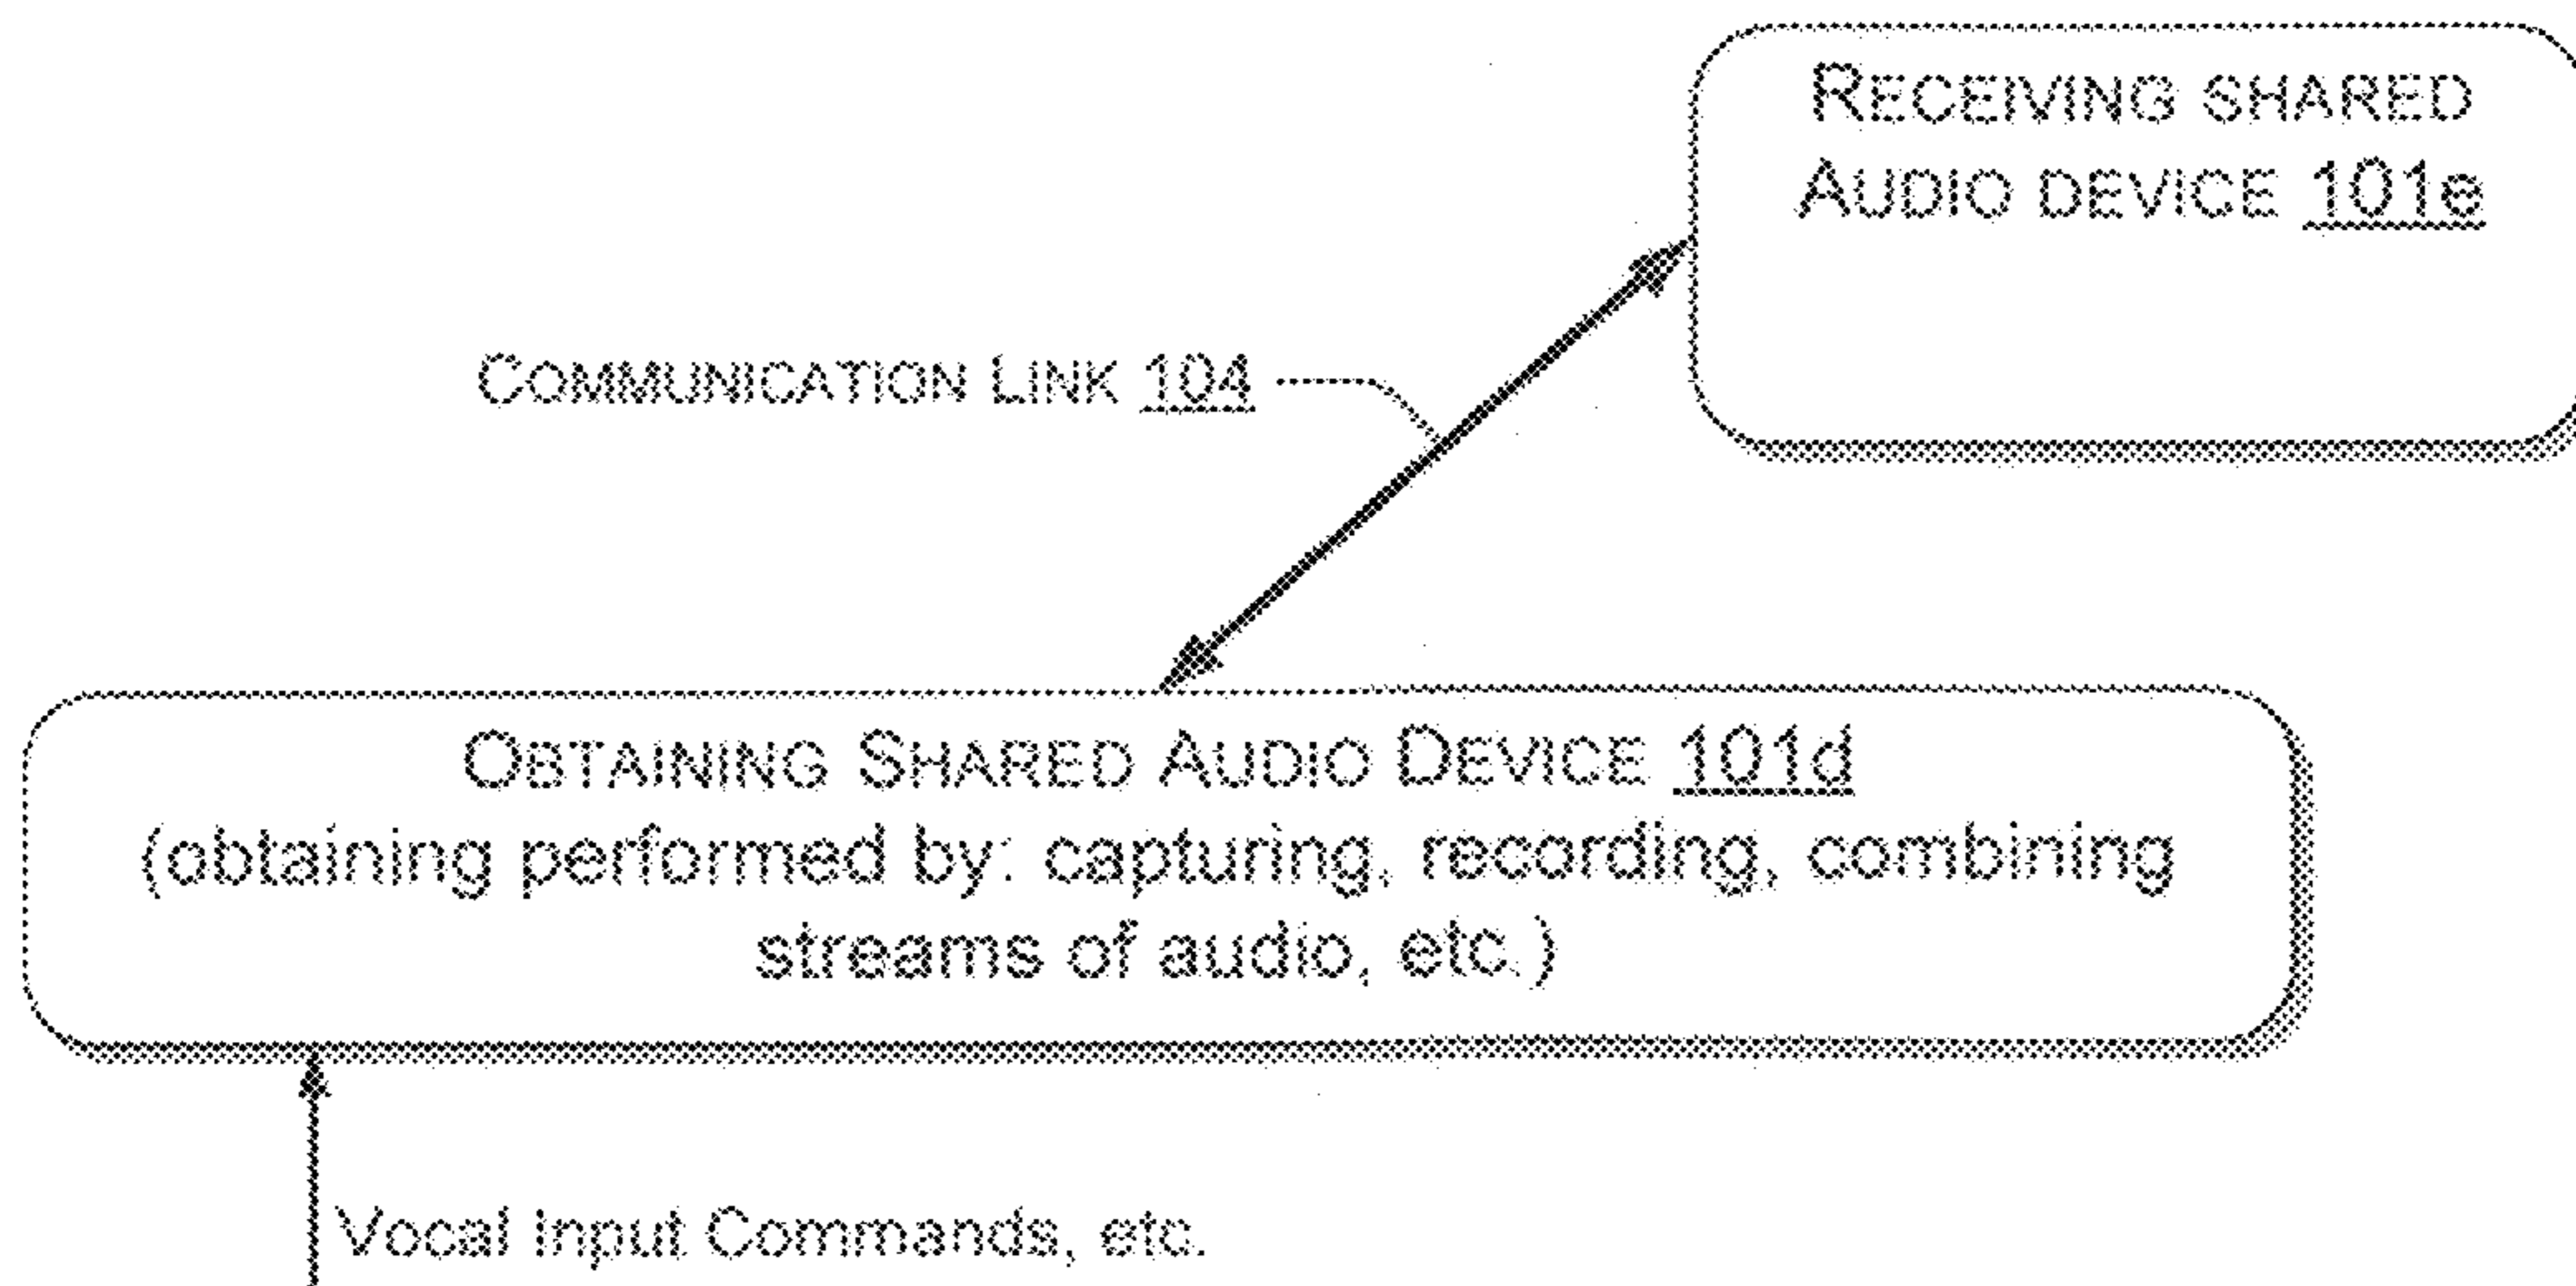 RECEIVING SHARED
AUDIO DEVICE 101e
COMMUNICATION LINK 104
OBTAINING SHARED AUDIO DEVICE 101d
(obtaining performed by: capturing, recording, combining
streams of audio, etc.)
Vocal Input Commands, etc.